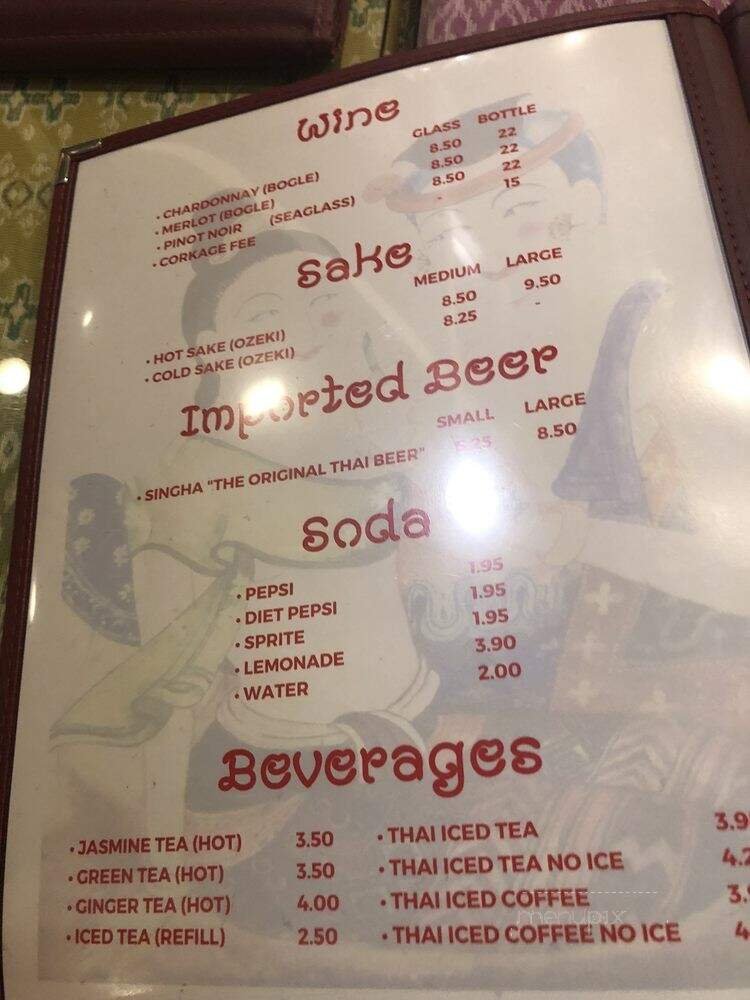 Wine
GLASS BOTTLE
• CHARDONNAY (BOGLE) 8.50 22
• MERLOT (BOGLE) 8.50 22
• PINOT NOIR (SEAGLASS) 8.50 22
• CORKAGE FEE - 15
Sake
MEDIUM LARGE
• HOT SAKE (OZEKI) 8.50 9.50
• COLD SAKE (OZEKI) 8.25 -
Imported Beer
SMALL LARGE
• SINGHA "THE ORIGINAL THAI BEER" 8.50
Soda
• PEPSI 1.95
• DIET PEPSI 1.95
• SPRITE 1.95
• LEMONADE 3.90
• WATER 2.00
Beverages
• JASMINE TEA (HOT) 3.50 • THAI ICED TEA
• GREEN TEA (HOT) 3.50 • THAI ICED TEA NO ICE
• GINGER TEA (HOT) 4.00 • THAI ICED COFFEE
• ICED TEA (REFILL) 2.50 • THAI ICED COFFEE NO ICE
menupix